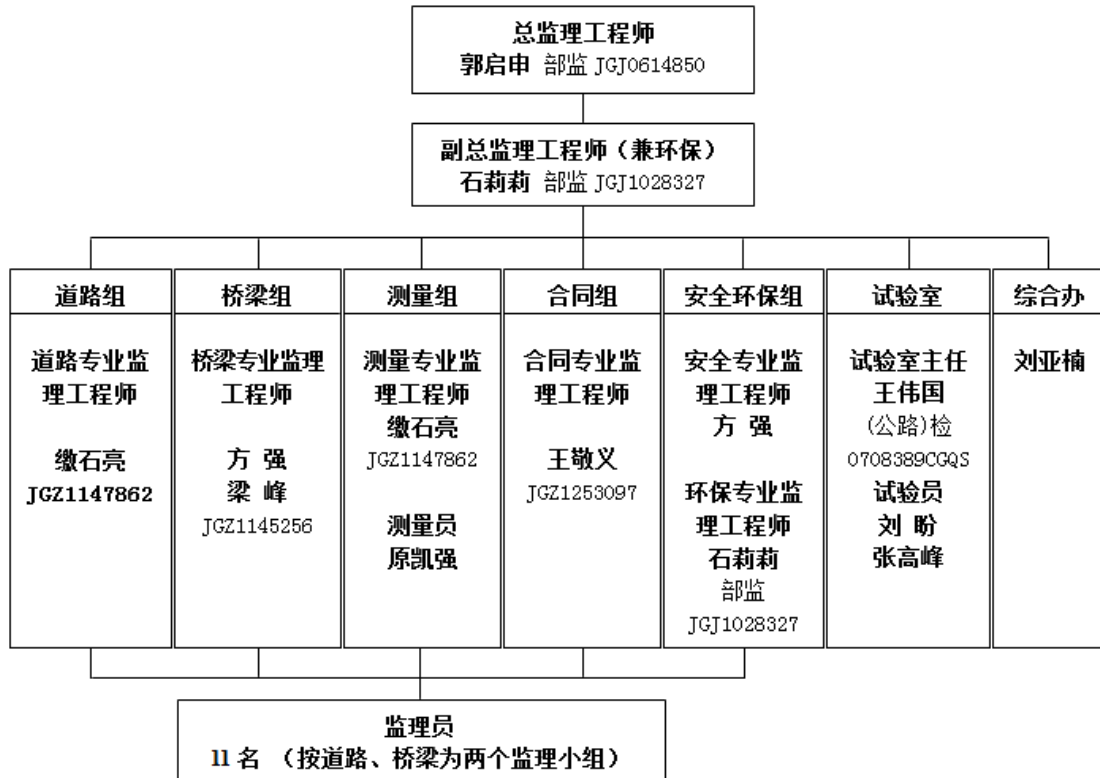 总监理工程师
郭启申 部监 JGJ0614850
副总监理工程师（兼环保）
石莉莉 部监 JGJ1028327
道路组
道路专业监
理工程师
缴石亮
JGZ1147862
桥梁组
桥梁专业监理
工程师
方 强
梁 峰
JGZ1145256
测量组
测量专业监
理工程师
缴石亮
JGZ1147862
测量员
原凯强
合同组
合同专业监
理工程师
王敬义
JGZ1253097
安全环保组
安全专业监
理工程师
方 强
环保专业监
理工程师
石莉莉
部监
JGJ1028327
试验室
试验室主任
王伟国
(公路)检
0708389CGQS
试验员
刘 盼
张高峰
综合办
刘亚楠
监理员
11 名 （按道路、桥梁为两个监理小组）